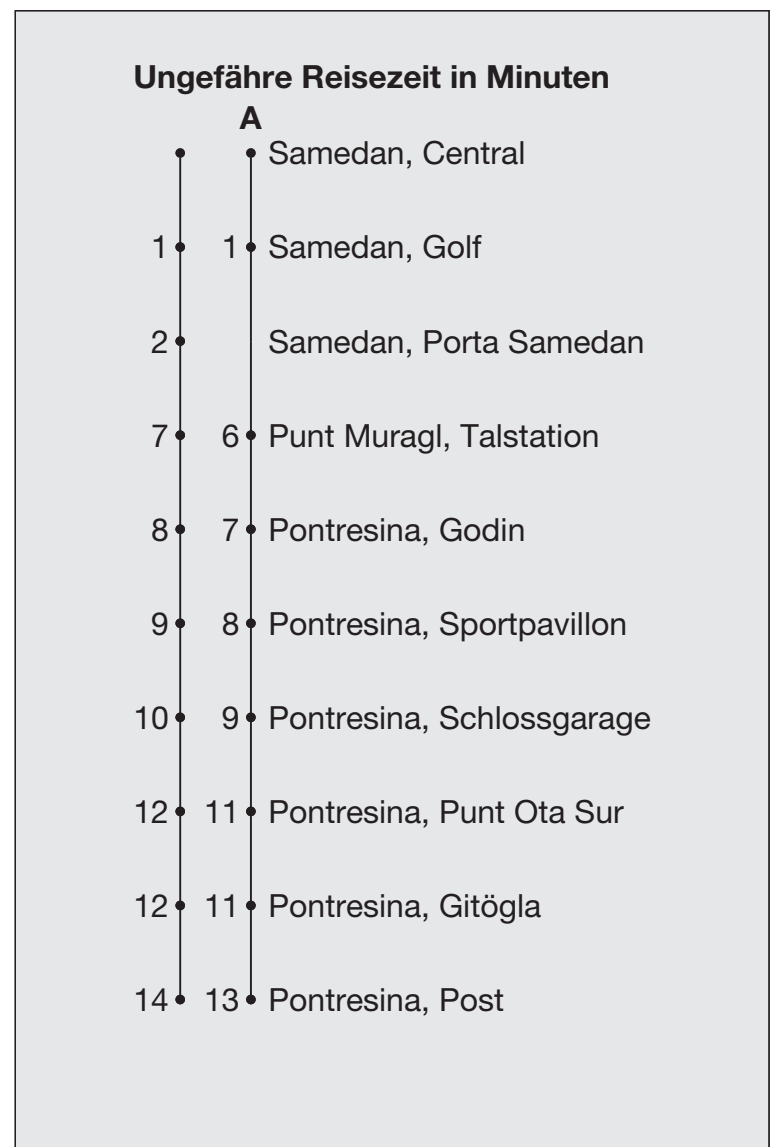 Ungefähre Reisezeit in Minuten
A
Samedan, Central
1 1 Samedan, Golf
2 Samedan, Porta Samedan
7 6 Punt Muragl, Talstation
8 7 Pontresina, Godin
9 8 Pontresina, Sportpavillon
10 9 Pontresina, Schlossgarage
12 11 Pontresina, Punt Ota Sur
12 11 Pontresina, Gitögla
14 13 Pontresina, Post